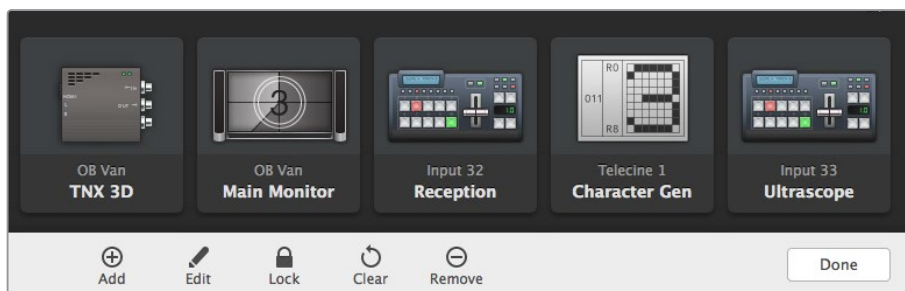 OB Van
TNX 3D
OB Van
Main Monitor
Input 32
Reception
Telecine 1
Character Gen
Input 33
Ultrascope
3
011
R0
R8
Add
Edit
Lock
Clear
Remove
Done